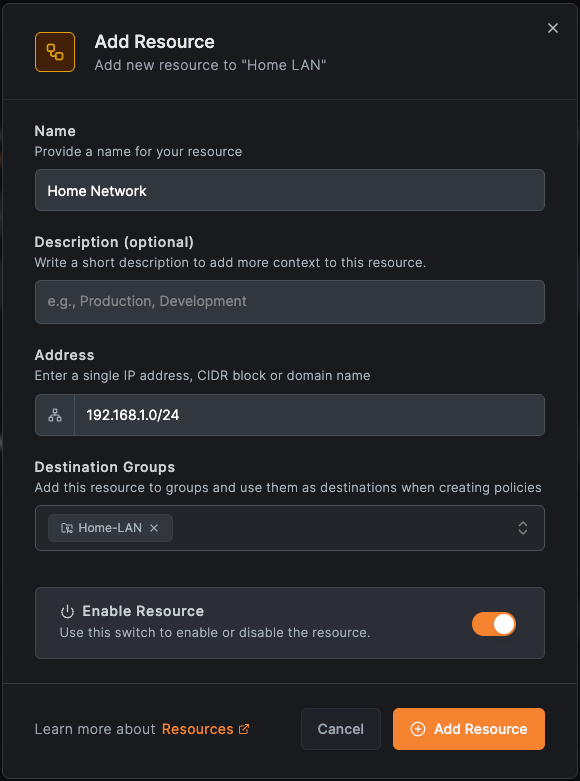 Add Resource
Add new resource to "Home LAN"
Name
Provide a name for your resource
Home Network
Description (optional)
Write a short description to add more context to this resource.
e.g., Production, Development
Address
Enter a single IP address, CIDR block or domain name
192.168.1.0/24
Destination Groups
Add this resource to groups and use them as destinations when creating policies
Home-LAN
Enable Resource
Use this switch to enable or disable the resource.
Learn more about Resources
Cancel
Add Resource